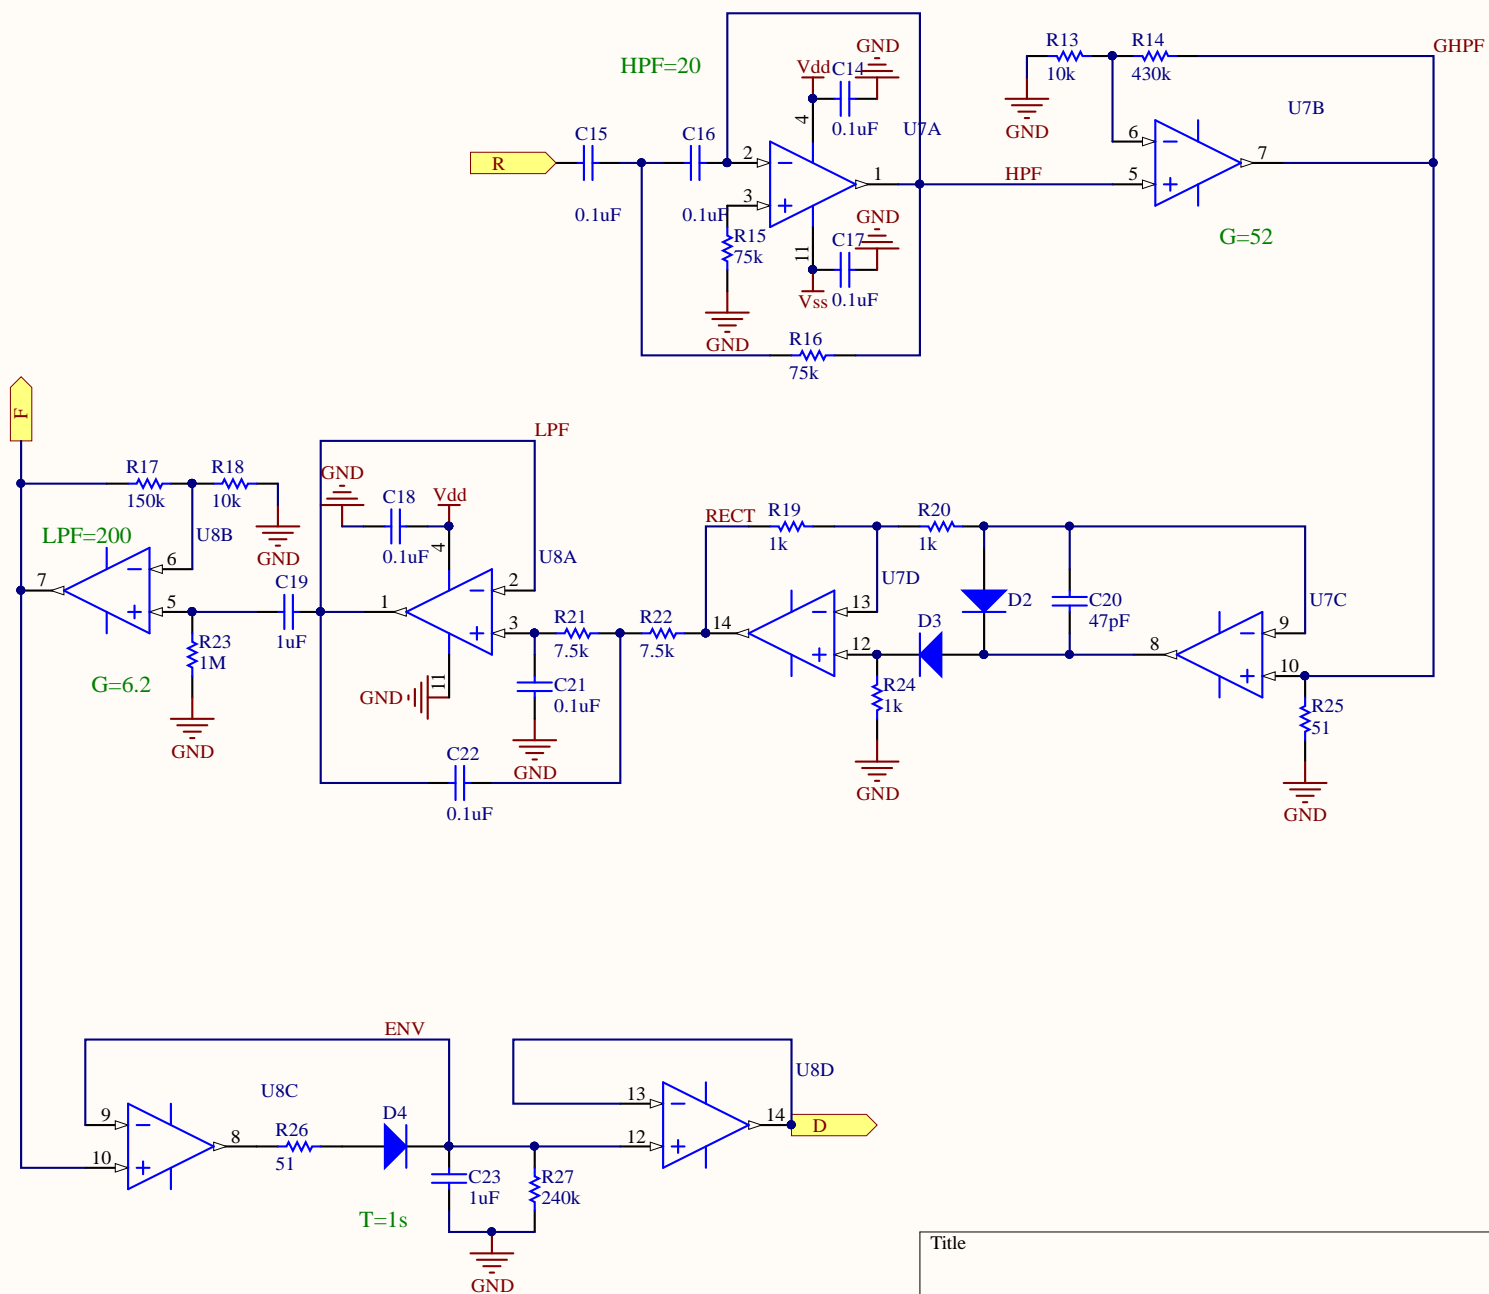 HPF=20
GND
Vdd
C14
0.1uF
4
U7A
C15
0.1uF
C16
0.1uF
R
2
3
1
R15
75k
GND
11
Vss
C17
0.1uF
GND
R16
75k
HPF
R13
10k
R14
430k
GHPF
GND
U7B
6
5
7
G=52
F
LPF
R17
150k
R18
10k
GND
LPF=200
U8B
6
5
7
R23
1M
G=6.2
GND
C19
1uF
GND
C18
0.1uF
Vdd
4
U8A
1
2
3
GND
11
R21
7.5k
R22
7.5k
C21
0.1uF
GND
C22
0.1uF
RECT
R19
1k
R20
1k
U7D
14
13
12
D3
D2
C20
47pF
R24
1k
GND
U7C
8
9
10
R25
51
GND
ENV
U8C
9
10
8
R26
51
D4
C23
1uF
R27
240k
T=1s
GND
U8D
13
12
14
D
Title